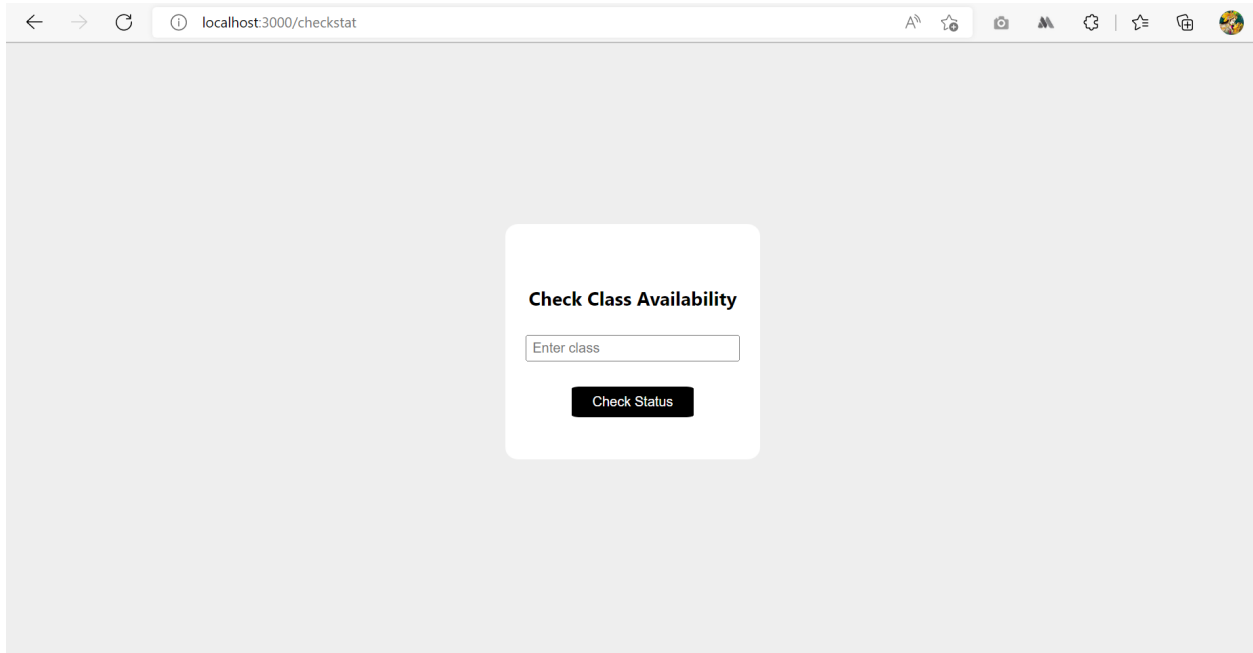 localhost:3000/checkstat
Check Class Availability
Enter class
Check Status